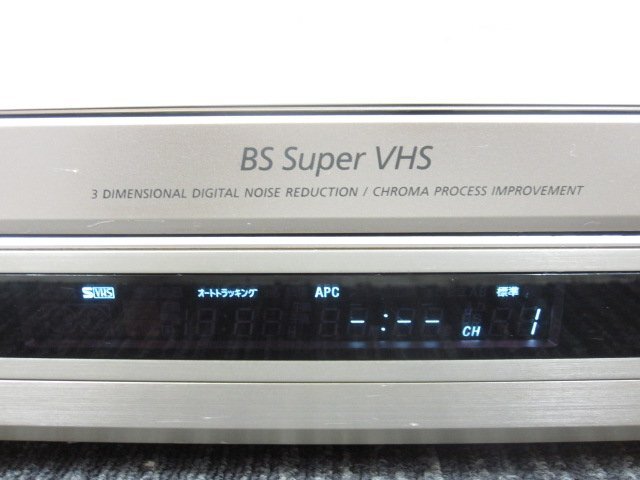 BS Super VHS
3 DIMENSIONAL DIGITAL NOISE REDUCTION / CHROMA PROCESS IMPROVEMENT
S VHS オートトラッキング APC 標準
-:-- CH 1